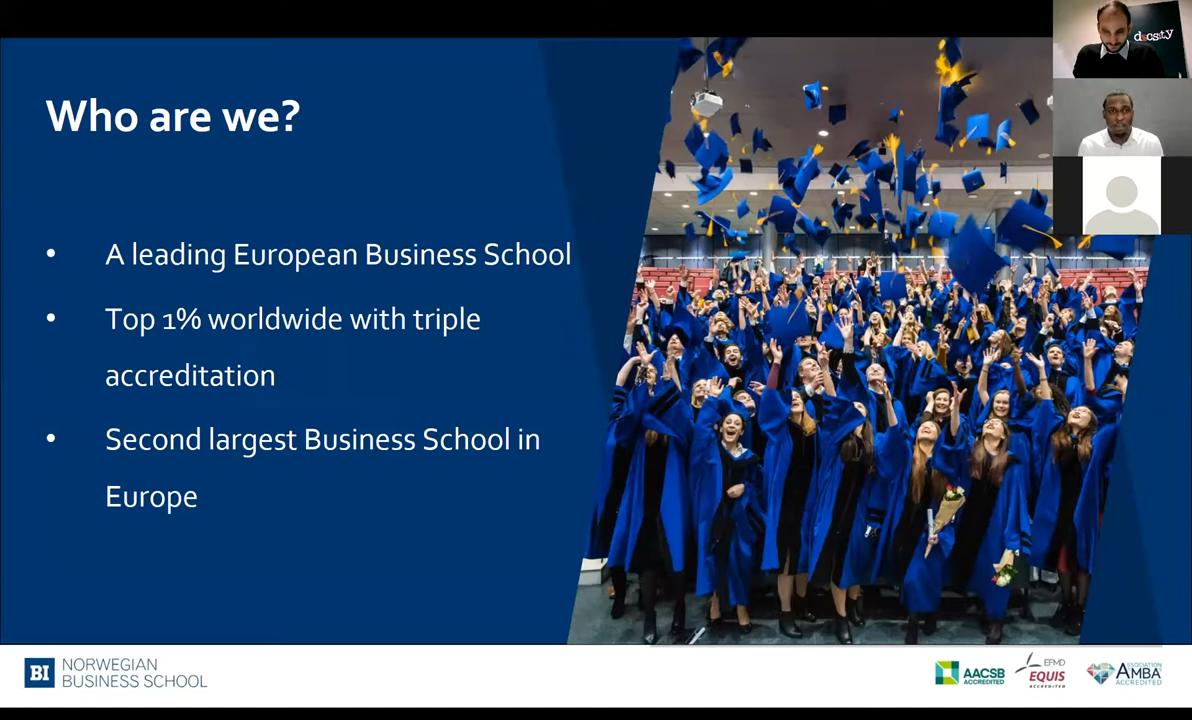 Who are we?
• A leading European Business School
• Top 1% worldwide with triple
accreditation
• Second largest Business School in
Europe
docsity
BI
NORWEGIAN
BUSINESS SCHOOL
AACSB
ACCREDITED
EFMD
EQUIS
ACCREDITED
ASSOCIATION
AMBA
ACCREDITED